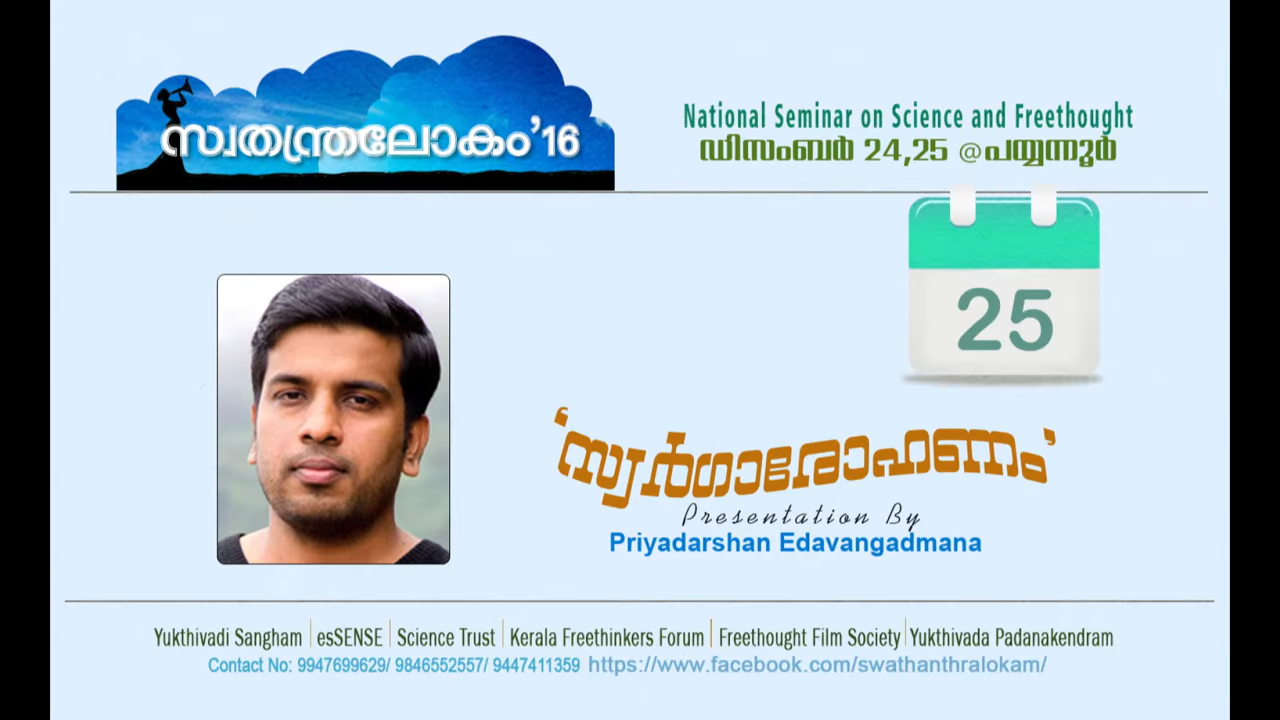 സ്വതന്ത്രലോകം'16
National Seminar on Science and Freethought
ഡിസംബർ 24,25 @പയ്യന്നൂർ
25
'സ്വർഗാരോഹണം'
Presentation By
Priyadarshan Edavangadmana
Yukthivadi Sangham | esSENSE | Science Trust | Kerala Freethinkers Forum | Freethought Film Society | Yukthivada Padanakendram
Contact No: 9947699629/ 9846552557/ 9447411359 https://www.facebook.com/swathanthralokam/